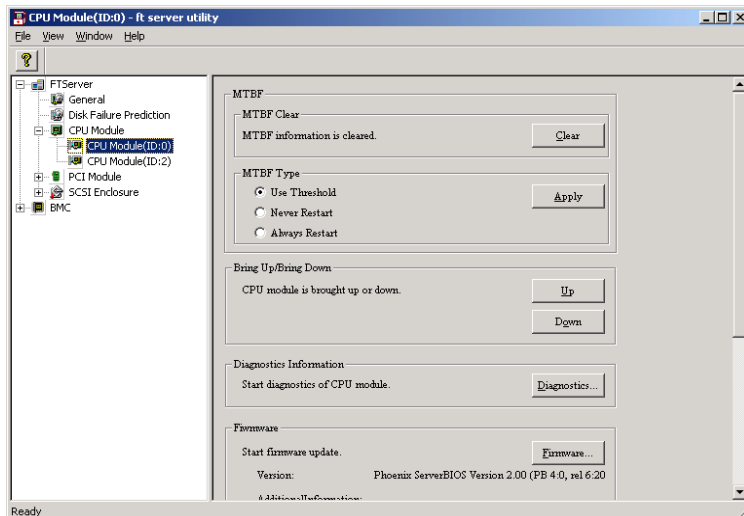 CPU Module(ID:0) - ft server utility
File View Window Help
FTServer
General
Disk Failure Prediction
CPU Module
CPU Module(ID:0)
CPU Module(ID:2)
PCI Module
SCSI Enclosure
BMC
MTBF
MTBF Clear
MTBF information is cleared.
Clear
MTBF Type
Use Threshold
Apply
Never Restart
Always Restart
Bring Up/Bring Down
CPU module is brought up or down.
Up
Down
Diagnostics Information
Start diagnostics of CPU module.
Diagnostics...
Fiwmware
Start firmware update.
Firmware...
Version: Phoenix ServerBIOS Version 2.00 (PB 4:0, rel 6:20
AdditionalInformation:
Ready